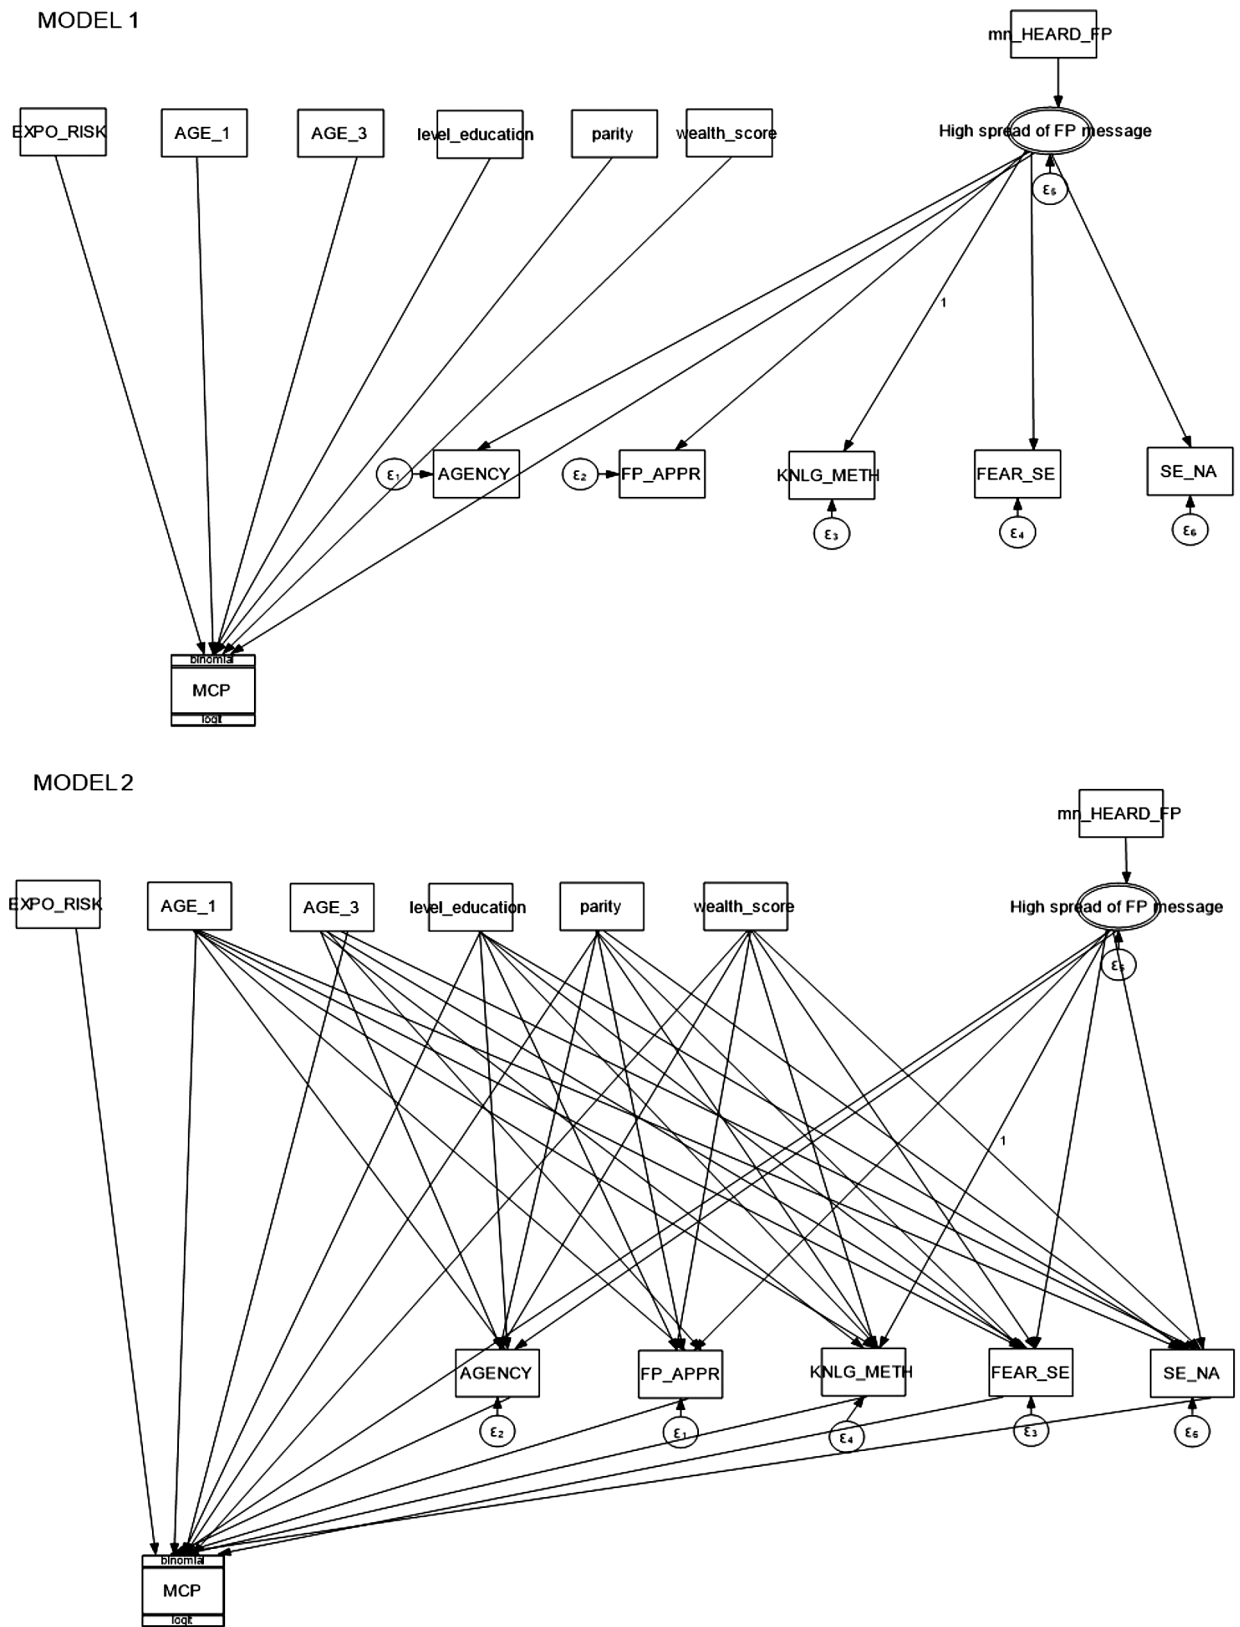 MODEL 1
mn_HEARD_FP
EXPO_RISK
AGE_1
AGE_3
level_education
parity
wealth_score
High spread of FP message
ε₅
1
ε₁
AGENCY
ε₂
FP_APPR
KNLG_METH
FEAR_SE
SE_NA
ε₃
ε₄
ε₆
binomial
MCP
logit
MODEL 2
mn_HEARD_FP
EXPO_RISK
AGE_1
AGE_3
level_education
parity
wealth_score
High spread of FP message
ε₅
1
AGENCY
FP_APPR
KNLG_METH
FEAR_SE
SE_NA
ε₂
ε₁
ε₄
ε₃
ε₆
binomial
MCP
logit